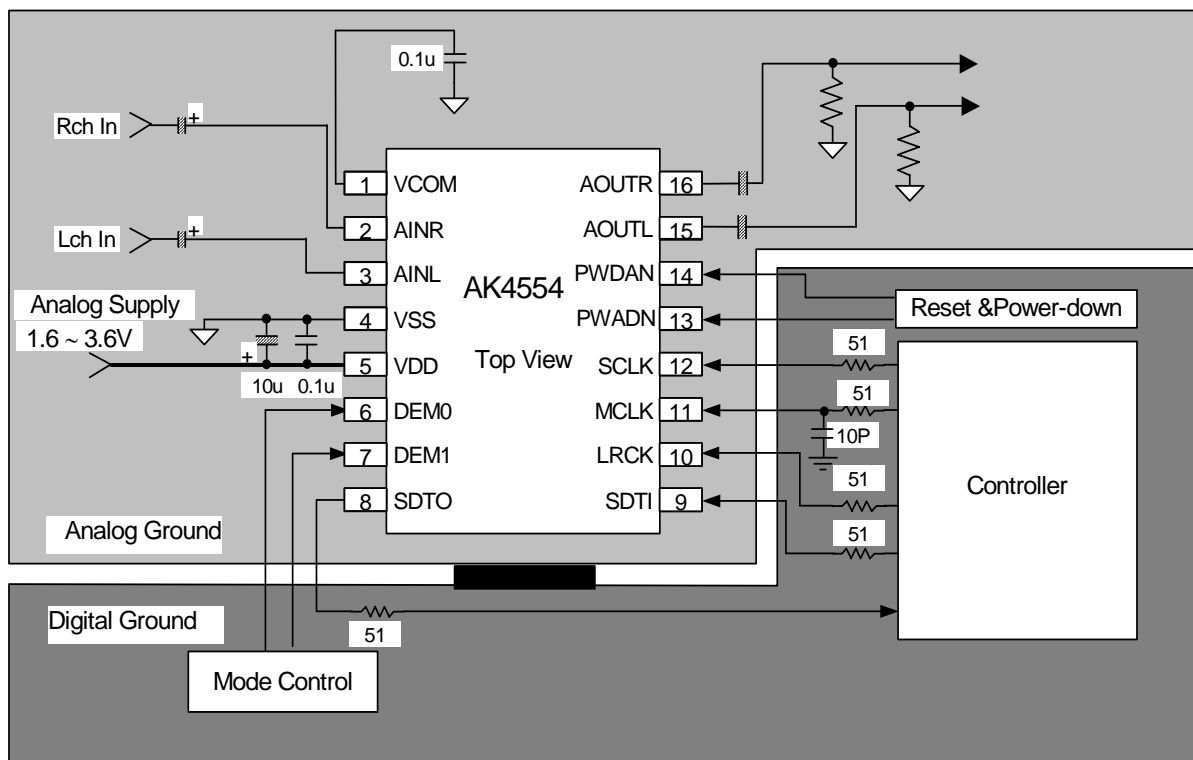 0.1u
+
Rch In
+
Lch In
Analog Supply
1.6 ~ 3.6V
+
10u
0.1u
1 VCOM
2 AINR
3 AINL
4 VSS
5 VDD
6 DEM0
7 DEM1
8 SDTO
AK4554
Top View
AOUTR 16
AOUTL 15
PWDAN 14
PWADN 13
SCLK 12
MCLK 11
LRCK 10
SDTI 9
Reset &Power-down
51
51
10P
51
51
Controller
Analog Ground
Digital Ground
51
Mode Control